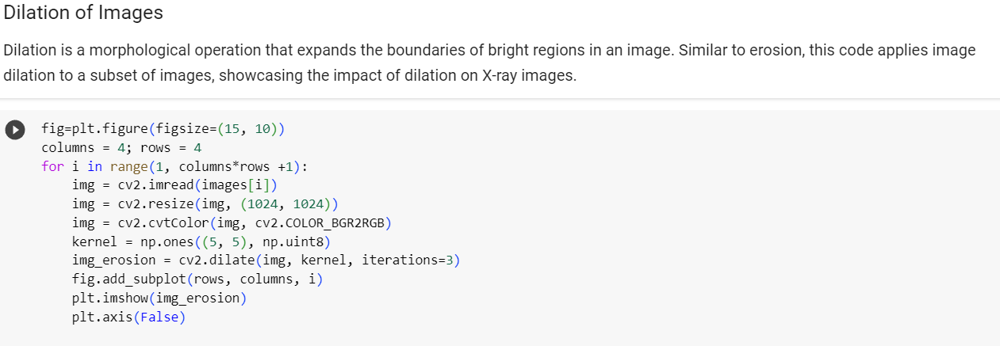 Dilation of Images
Dilation is a morphological operation that expands the boundaries of bright regions in an image. Similar to erosion, this code applies image
dilation to a subset of images, showcasing the impact of dilation on X-ray images.
fig=plt.figure(figsize=(15, 10))
columns = 4; rows = 4
for i in range(1, columns*rows +1):
    img = cv2.imread(images[i])
    img = cv2.resize(img, (1024, 1024))
    img = cv2.cvtColor(img, cv2.COLOR_BGR2RGB)
    kernel = np.ones((5, 5), np.uint8)
    img_erosion = cv2.dilate(img, kernel, iterations=3)
    fig.add_subplot(rows, columns, i)
    plt.imshow(img_erosion)
    plt.axis(False)